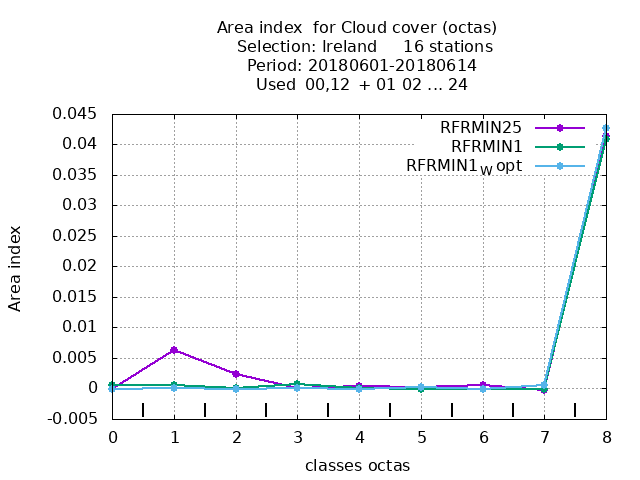 Area index  for Cloud cover (octas)
Selection: Ireland     16 stations
Period: 20180601-20180614
Used  00,12  + 01 02 ... 24
0.045
0.04
0.035
0.03
0.025
0.02
0.015
0.01
0.005
0
-0.005
Area index
RFRMIN25
RFRMIN1
RFRMIN1W opt
0 1 2 3 4 5 6 7 8
classes octas